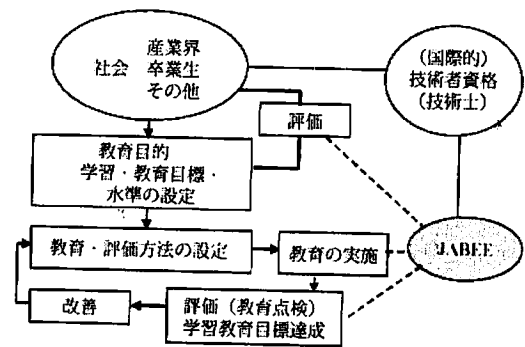 産業界
社会 卒業生
その他
(国際的)
技術者資格
(技術士)
評価
教育目的
学習・教育目標・
水準の設定
教育・評価方法の設定
教育の実施
JABEE
改善
評価(教育点検)
学習教育目標達成